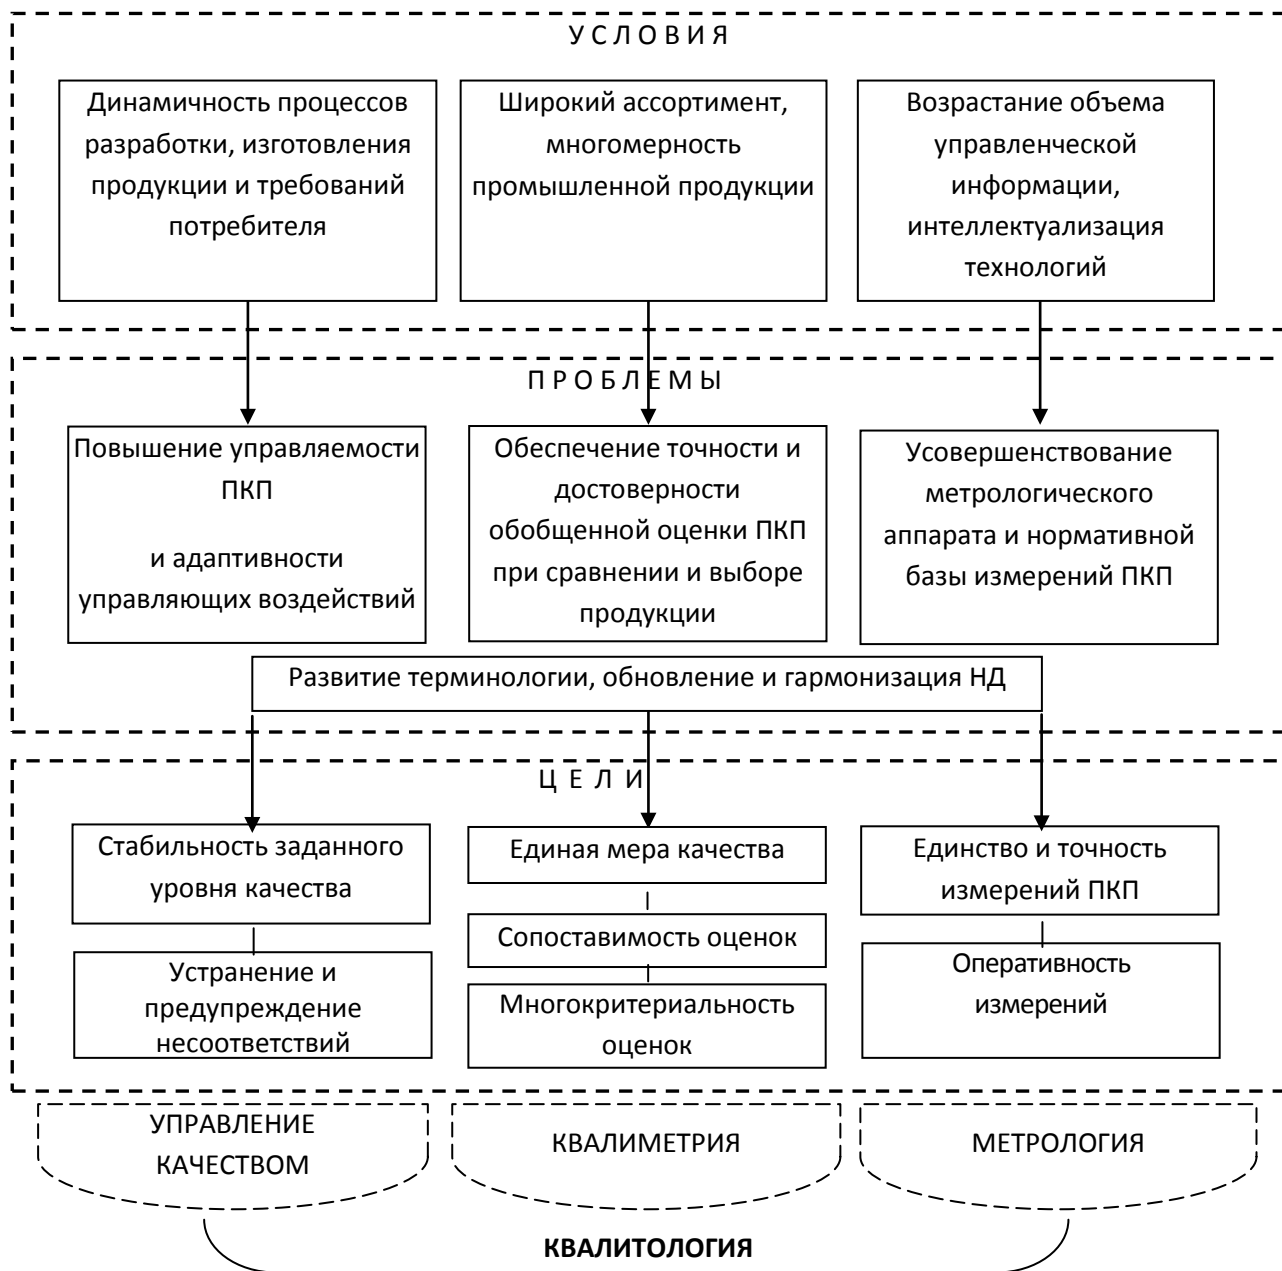 У С Л О В И Я
Динамичность процессов
разработки, изготовления
продукции и требований
потребителя
Широкий ассортимент,
многомерность
промышленной продукции
Возрастание объема
управленческой
информации,
интеллектуализация
технологий
П Р О Б Л Е М Ы
Повышение управляемости
ПКП
и адаптивности
управляющих воздействий
Обеспечение точности и
достоверности
обобщенной оценки ПКП
при сравнении и выборе
продукции
Усовершенствование
метрологического
аппарата и нормативной
базы измерений ПКП
Развитие терминологии, обновление и гармонизация НД
Ц Е Л И
Стабильность заданного
уровня качества
Устранение и
предупреждение
несоответствий
Единая мера качества
Сопоставимость оценок
Многокритериальность
оценок
Единство и точность
измерений ПКП
Оперативность
измерений
УПРАВЛЕНИЕ
КАЧЕСТВОМ
КВАЛИМЕТРИЯ
МЕТРОЛОГИЯ
КВАЛИТОЛОГИЯ